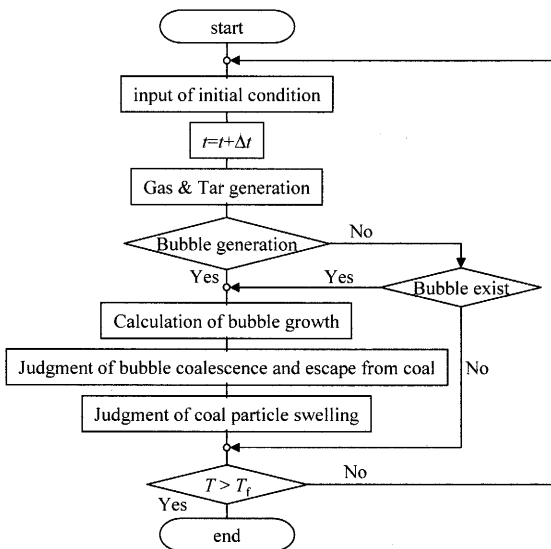 start
input of initial condition
t=t+Δt
Gas & Tar generation
Bubble generation
No
Yes
Yes
Bubble exist
Calculation of bubble growth
Judgment of bubble coalescence and escape from coal
No
Judgment of coal particle swelling
T > Tf
No
Yes
end